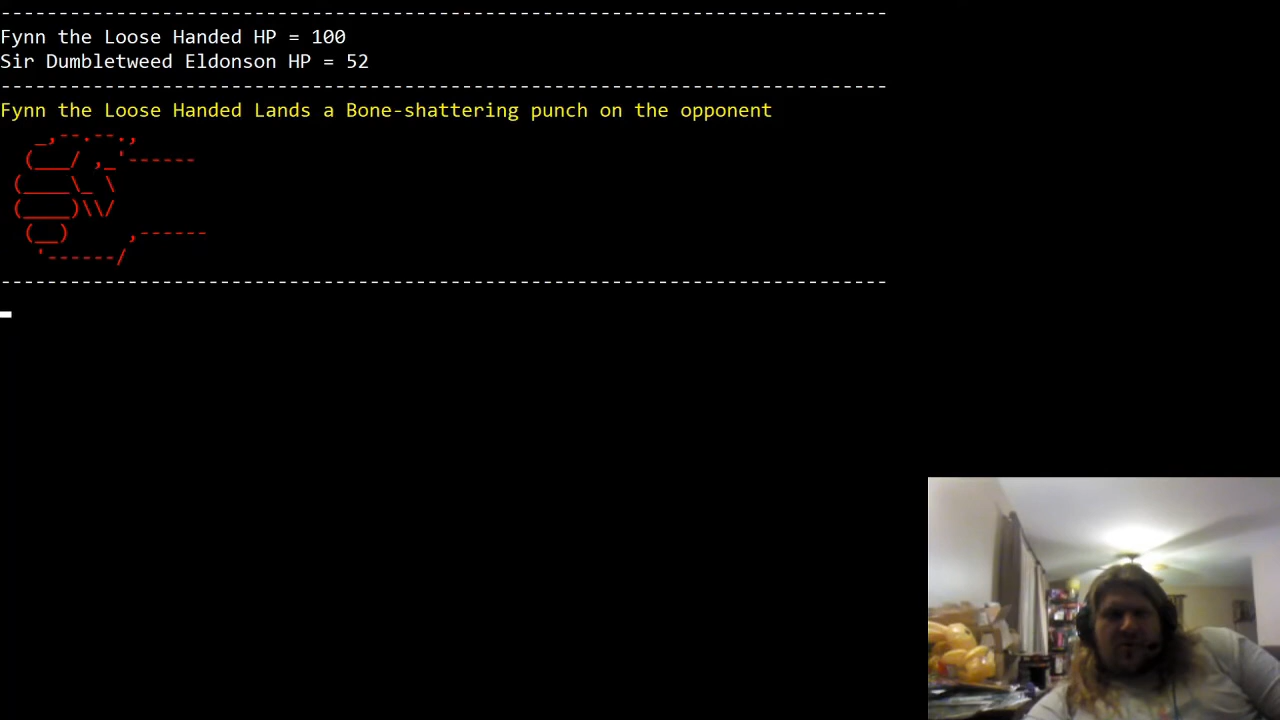 Fynn the Loose Handed HP = 100
Sir Dumbletweed Eldonson HP = 52
Fynn the Loose Handed Lands a Bone-shattering punch on the opponent